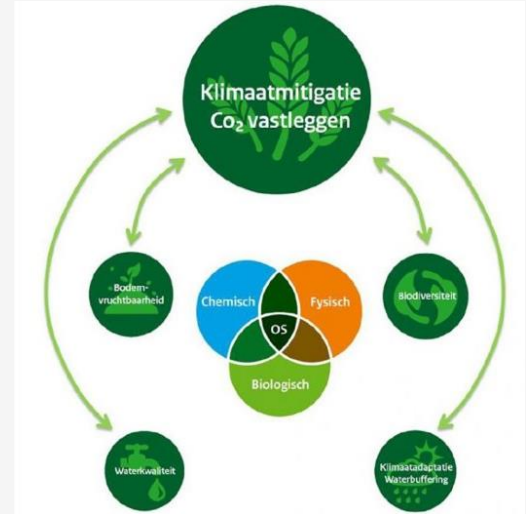 Klimaatmitigatie
Co₂ vastleggen
Bodem-
vruchtbaarheid
Chemisch
Fysisch
Biodiversiteit
OS
Biologisch
Waterkwaliteit
Klimaatadaptatie
Waterbuffering